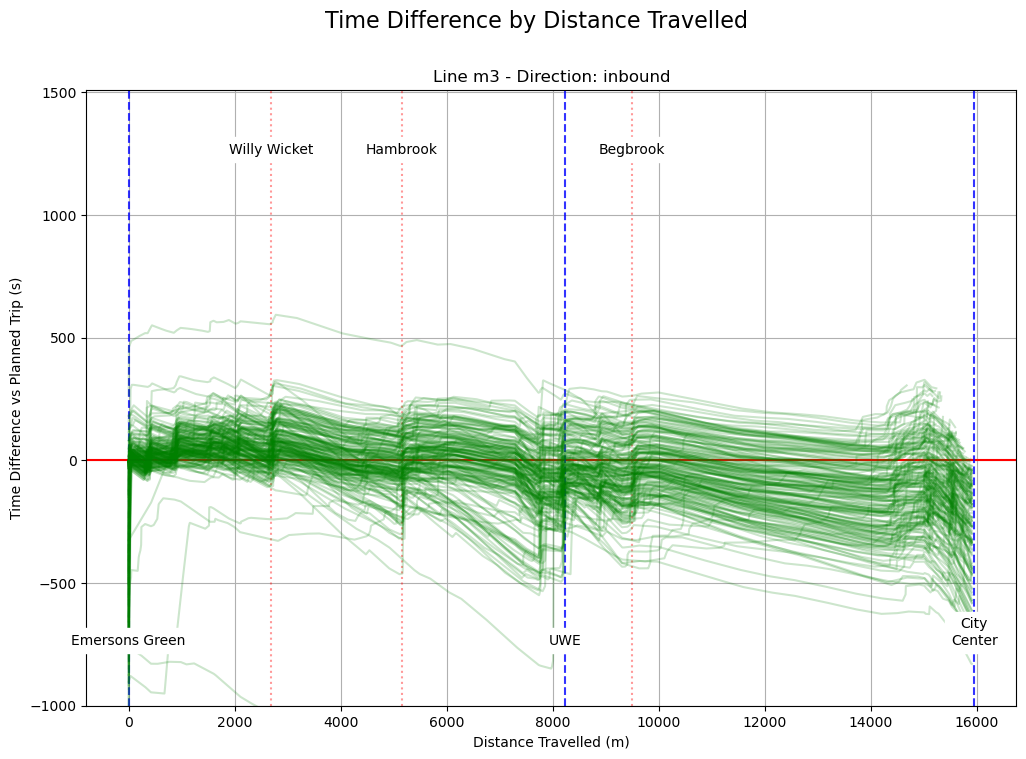 Time Difference by Distance Travelled
Line m3 - Direction: inbound
1500
1000
500
0
−500
−1000
Time Difference vs Planned Trip (s)
Willy Wicket
Hambrook
Begbrook
Emersons Green
UWE
City
Center
0
2000
4000
6000
8000
10000
12000
14000
16000
Distance Travelled (m)